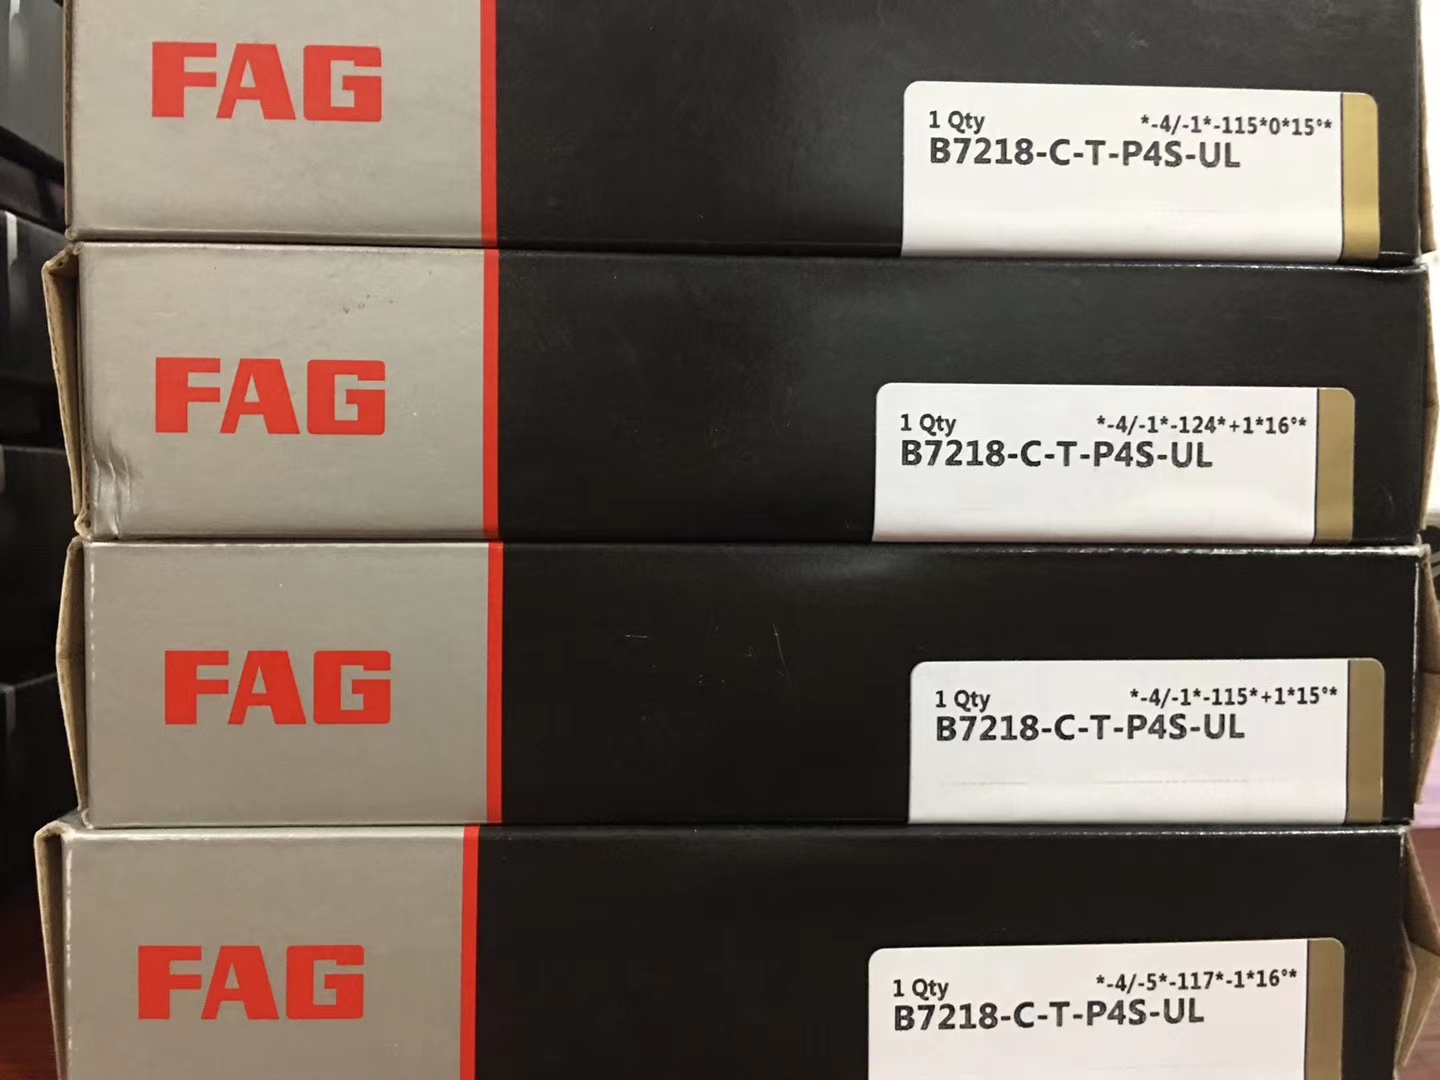 FAG
1 Qty *-4/-1*-115*0*15°*
B7218-C-T-P4S-UL
FAG
1 Qty *-4/-1*-124*+1*16°*
B7218-C-T-P4S-UL
FAG
1 Qty *-4/-1*-115*+1*15°*
B7218-C-T-P4S-UL
FAG
1 Qty *-4/-5*-117*-1*16°*
B7218-C-T-P4S-UL